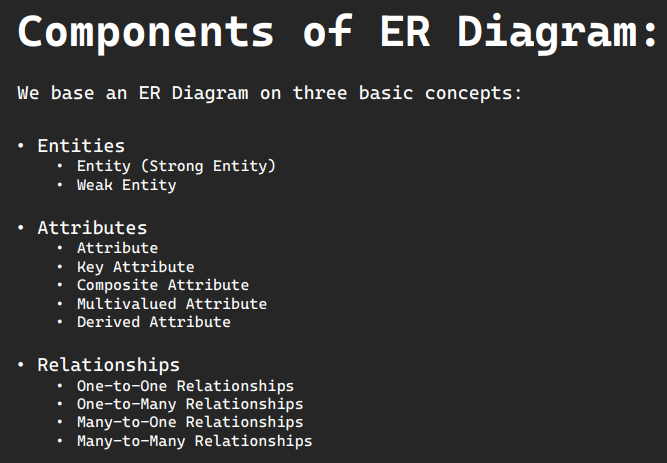 Components of ER Diagram:
We base an ER Diagram on three basic concepts:
• Entities
• Entity (Strong Entity)
• Weak Entity
• Attributes
• Attribute
• Key Attribute
• Composite Attribute
• Multivalued Attribute
• Derived Attribute
• Relationships
• One-to-One Relationships
• One-to-Many Relationships
• Many-to-One Relationships
• Many-to-Many Relationships